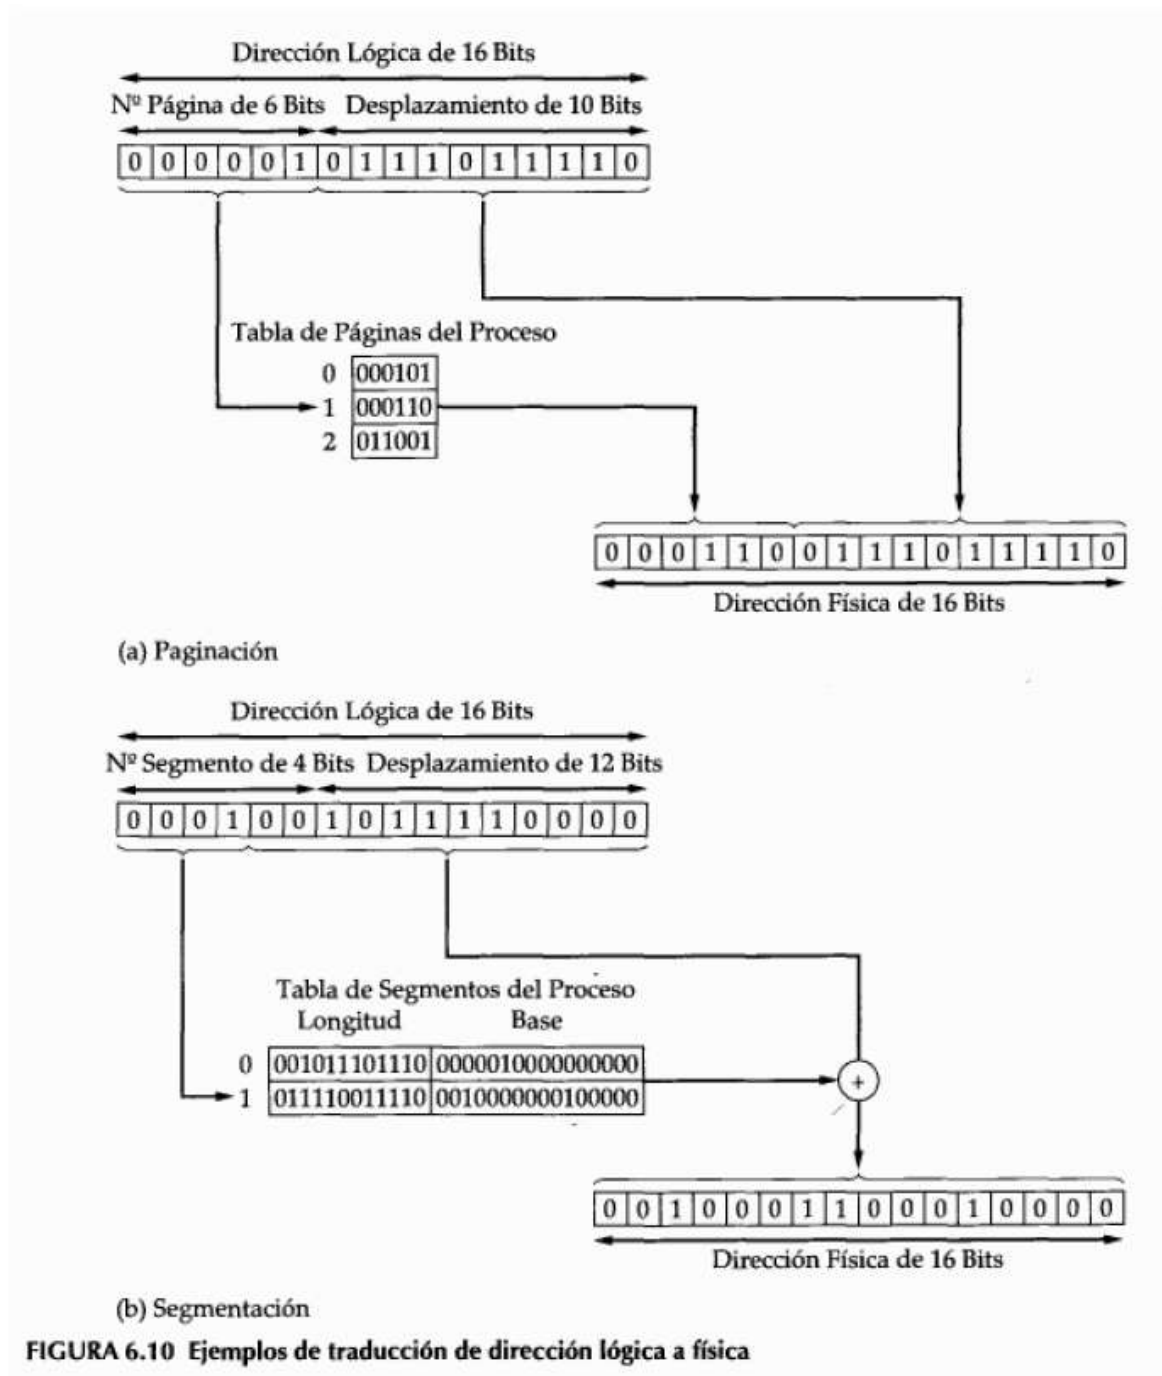 Dirección Lógica de 16 Bits
Nº Página de 6 Bits Desplazamiento de 10 Bits
0 0 0 0 0 1 0 1 1 1 0 1 1 1 1 0
Tabla de Páginas del Proceso
0 000101
1 000110
2 011001
0 0 0 1 1 0 0 1 1 1 0 1 1 1 1 0
Dirección Física de 16 Bits
(a) Paginación
Dirección Lógica de 16 Bits
Nº Segmento de 4 Bits Desplazamiento de 12 Bits
0 0 0 1 0 0 1 0 1 1 1 1 0 0 0 0
Tabla de Segmentos del Proceso
Longitud Base
0 001011101110 0000010000000000
1 011110011110 0010000000100000
+
0 0 1 0 0 0 1 1 0 0 0 1 0 0 0 0
Dirección Física de 16 Bits
(b) Segmentación
FIGURA 6.10 Ejemplos de traducción de dirección lógica a física